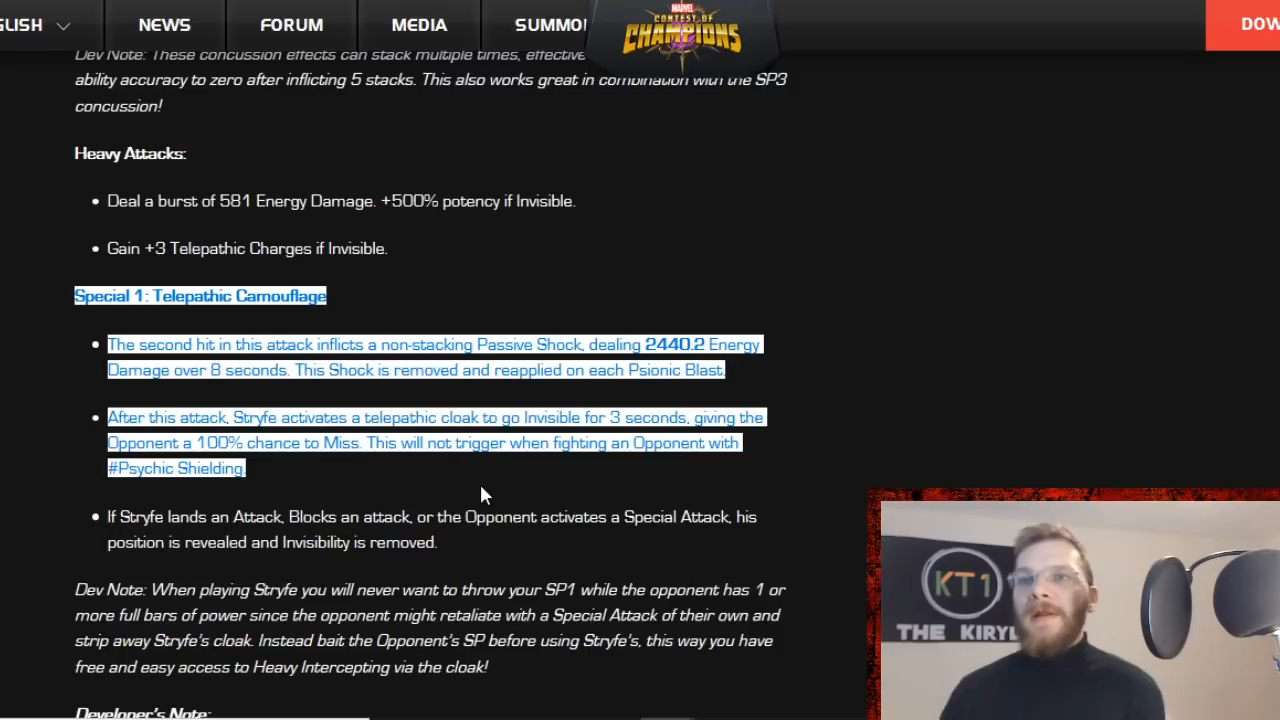 GLISH NEWS FORUM MEDIA SUMMO MARVEL CONTEST OF CHAMPIONS DOW
Dev Note: These concussion effects can stack multiple times, effective
ability accuracy to zero after inflicting 5 stacks. This also works great in combination with the SP3
concussion!
Heavy Attacks:
• Deal a burst of 581 Energy Damage. +500% potency if Invisible.
• Gain +3 Telepathic Charges if Invisible.
Special 1: Telepathic Camouflage
• The second hit in this attack inflicts a non-stacking Passive Shock, dealing 2440.2 Energy
Damage over 8 seconds. This Shock is removed and reapplied on each Psionic Blast.
• After this attack, Stryfe activates a telepathic cloak to go Invisible for 3 seconds, giving the
Opponent a 100% chance to Miss. This will not trigger when fighting an Opponent with
#Psychic Shielding.
• If Stryfe lands an Attack, Blocks an attack, or the Opponent activates a Special Attack, his
position is revealed and Invisibility is removed.
Dev Note: When playing Stryfe you will never want to throw your SP1 while the opponent has 1 or
more full bars of power since the opponent might retaliate with a Special Attack of their own and
strip away Stryfe's cloak. Instead bait the Opponent's SP before using Stryfe's, this way you have
free and easy access to Heavy Intercepting via the cloak!
Developer's Note:
KT1
THE KIRYL